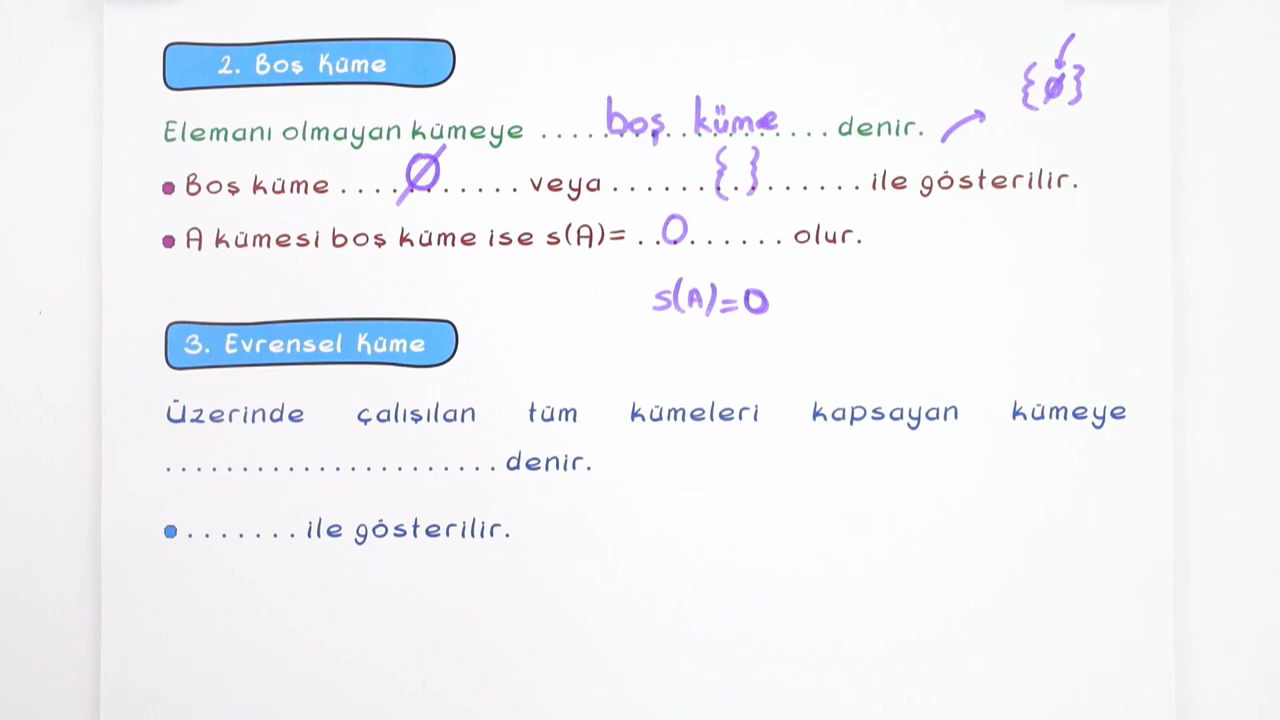 2. Boş Küme
{∅}
Elemanı olmayan kümeye ....boş küme.... denir.
Boş küme ....∅..... veya .......{ }....... ile gösterilir.
A kümesi boş küme ise s(A)= ..0...... olur.
s(A)=0
3. Evrensel Küme
Üzerinde çalışılan tüm kümeleri kapsayan kümeye
...................... denir.
....... ile gösterilir.